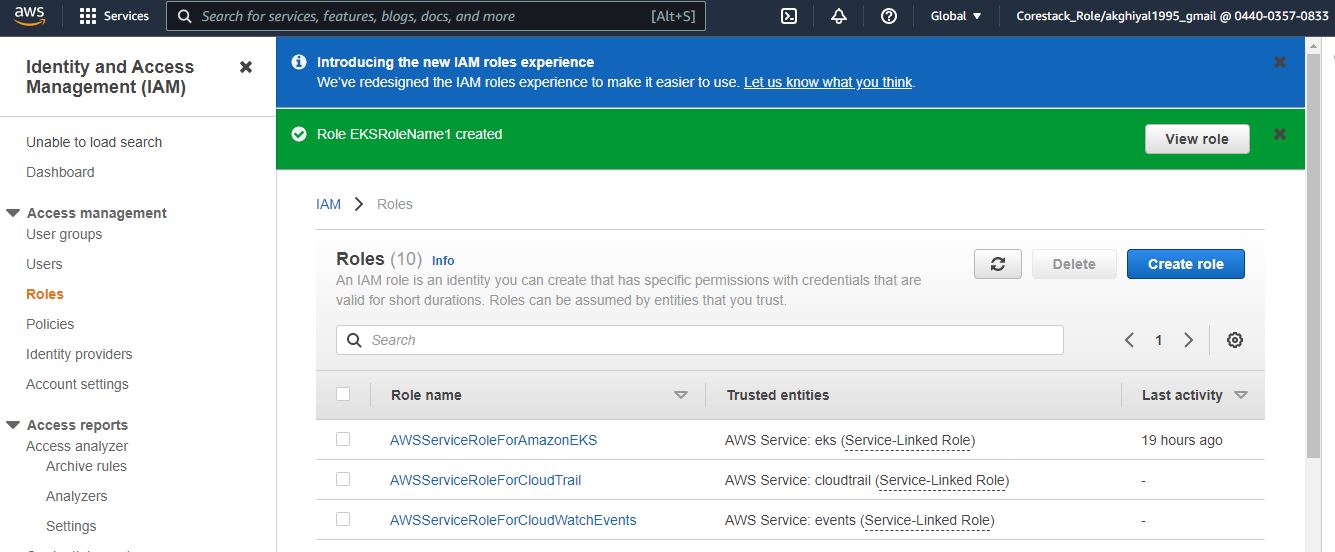 aws Services Search for services, features, blogs, docs, and more [Alt+S] Global Corestack_Role/akghiyal1995_gmail @ 0440-0357-0833
Identity and Access
Management (IAM)
Unable to load search
Dashboard
Access management
User groups
Users
Roles
Policies
Identity providers
Account settings
Access reports
Access analyzer
Archive rules
Analyzers
Settings
Introducing the new IAM roles experience
We've redesigned the IAM roles experience to make it easier to use. Let us know what you think.
Role EKSRoleName1 created View role
IAM > Roles
Roles (10) Info Delete Create role
An IAM role is an identity you can create that has specific permissions with credentials that are
valid for short durations. Roles can be assumed by entities that you trust.
Search 1
Role name Trusted entities Last activity
AWSServiceRoleForAmazonEKS AWS Service: eks (Service-Linked Role) 19 hours ago
AWSServiceRoleForCloudTrail AWS Service: cloudtrail (Service-Linked Role) -
AWSServiceRoleForCloudWatchEvents AWS Service: events (Service-Linked Role) -